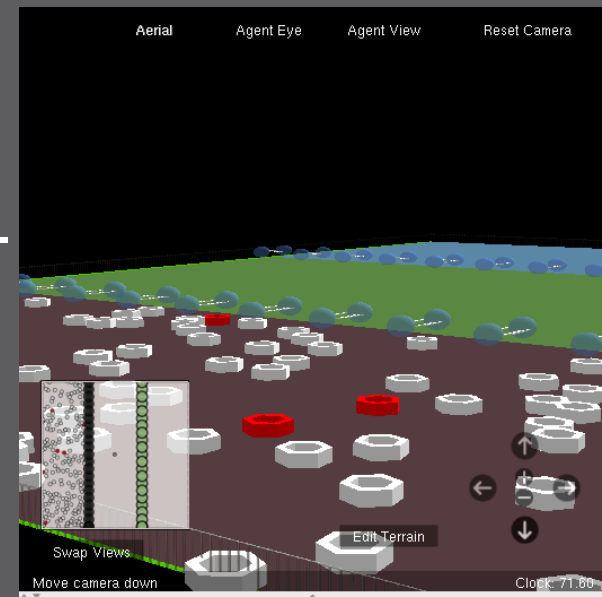 Aerial Agent Eye Agent View Reset Camera
Edit Terrain
Swap Views
Move camera down Clock: 71.60